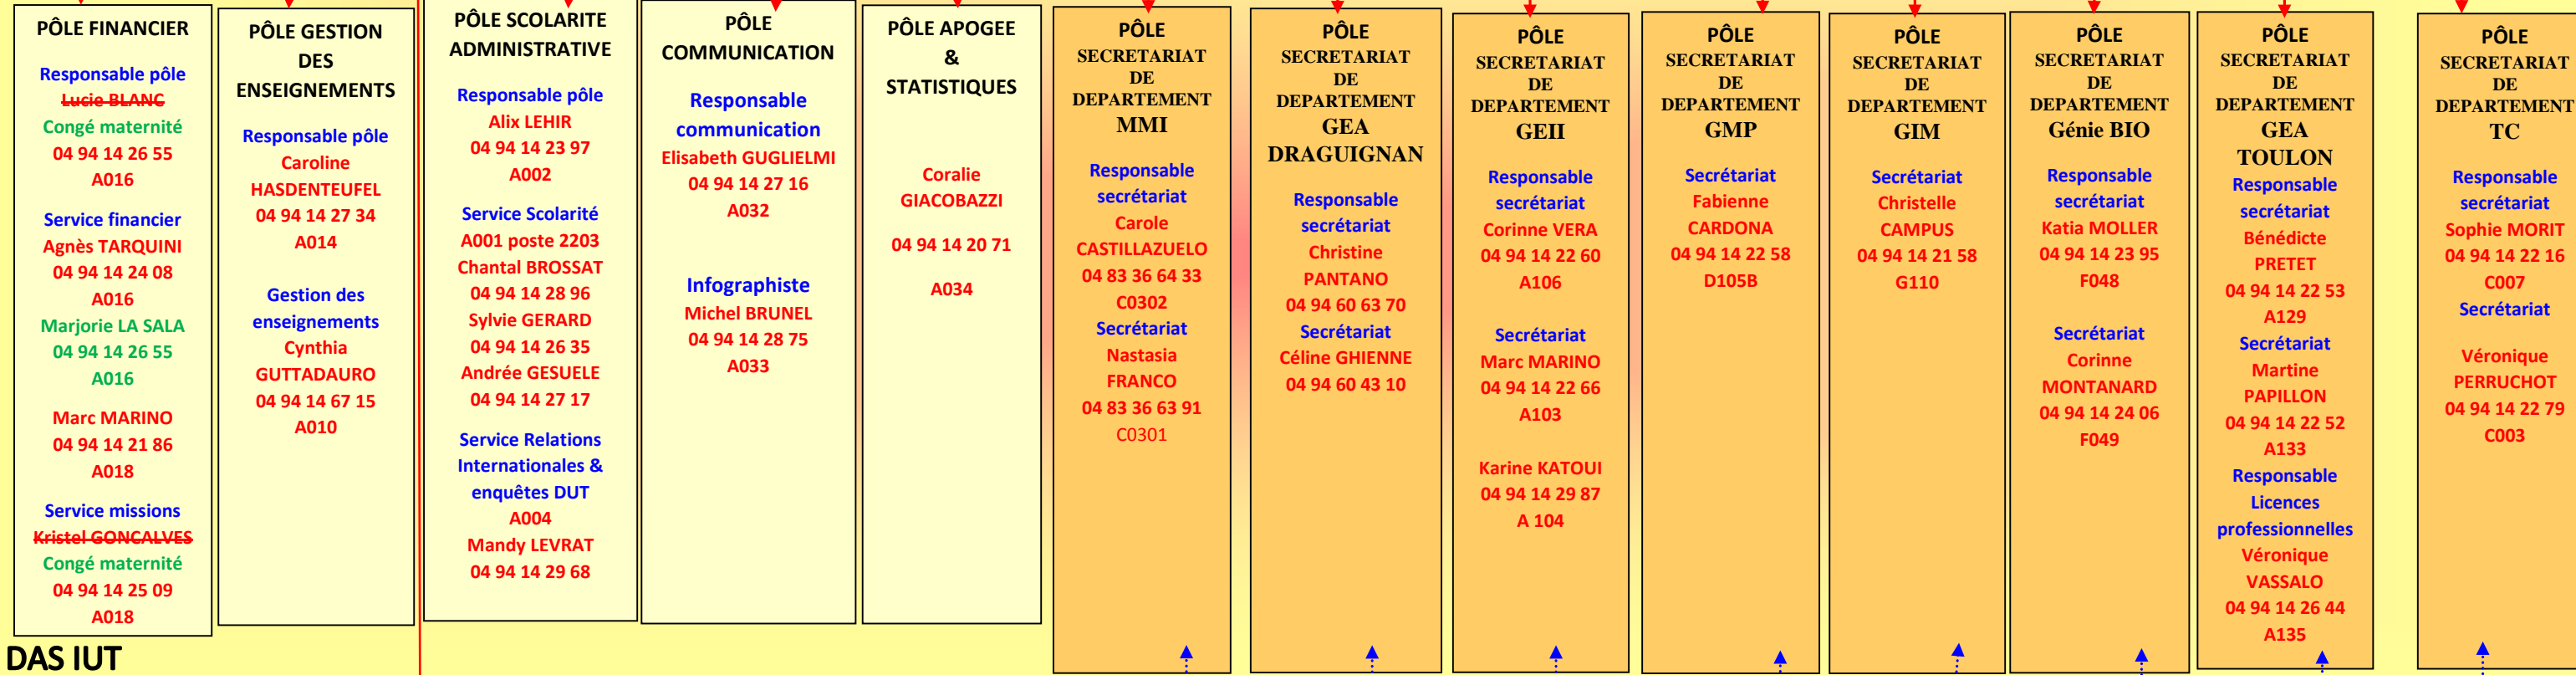 PÔLE FINANCIER
Responsable pôle
Lucie BLANC
Congé maternité
04 94 14 26 55
A016
Service financier
Agnès TARQUINI
04 94 14 24 08
A016
Marjorie LA SALA
04 94 14 26 55
A016
Marc MARINO
04 94 14 21 86
A018
Service missions
Kristel GONCALVES
Congé maternité
04 94 14 25 09
A018
PÔLE GESTION
DES
ENSEIGNEMENTS
Responsable pôle
Caroline
HASDENTEUFEL
04 94 14 27 34
A014
Gestion des
enseignements
Cynthia
GUTTADAURO
04 94 14 67 15
A010
PÔLE SCOLARITE
ADMINISTRATIVE
Responsable pôle
Alix LEHIR
04 94 14 23 97
A002
Service Scolarité
A001 poste 2203
Chantal BROSSAT
04 94 14 28 96
Sylvie GERARD
04 94 14 26 35
Andrée GESUELE
04 94 14 27 17
Service Relations
Internationales &
enquêtes DUT
A004
Mandy LEVRAT
04 94 14 29 68
PÔLE
COMMUNICATION
Responsable
communication
Elisabeth GUGLIELMI
04 94 14 27 16
A032
Infographiste
Michel BRUNEL
04 94 14 28 75
A033
PÔLE APOGEE
&
STATISTIQUES
Coralie
GIACOBAZZI
04 94 14 20 71
A034
PÔLE
SECRETARIAT
DE
DEPARTEMENT
MMI
Responsable
secrétariat
Carole
CASTILLAZUELO
04 83 36 64 33
C0302
Secrétariat
Nastasia
FRANCO
04 83 36 63 91
C0301
PÔLE
SECRETARIAT
DE
DEPARTEMENT
GEA
DRAGUIGNAN
Responsable
secrétariat
Christine
PANTANO
04 94 60 63 70
Secrétariat
Céline GHIENNE
04 94 60 43 10
PÔLE
SECRETARIAT
DE
DEPARTEMENT
GEII
Responsable
secrétariat
Corinne VERA
04 94 14 22 60
A106
Secrétariat
Marc MARINO
04 94 14 22 66
A103
Karine KATOUI
04 94 14 29 87
A 104
PÔLE
SECRETARIAT
DE
DEPARTEMENT
GMP
Secrétariat
Fabienne
CARDONA
04 94 14 22 58
D105B
PÔLE
SECRETARIAT
DE
DEPARTEMENT
GIM
Secrétariat
Christelle
CAMPUS
04 94 14 21 58
G110
PÔLE
SECRETARIAT
DE
DEPARTEMENT
Génie BIO
Responsable
secrétariat
Katia MOLLER
04 94 14 23 95
F048
Secrétariat
Corinne
MONTANARD
04 94 14 24 06
F049
PÔLE
SECRETARIAT
DE
DEPARTEMENT
GEA
TOULON
Responsable
secrétariat
Bénédicte
PRETET
04 94 14 22 53
A129
Secrétariat
Martine
PAPILLON
04 94 14 22 52
A133
Responsable
Licences
professionnelles
Véronique
VASSALO
04 94 14 26 44
A135
PÔLE
SECRETARIAT
DE
DEPARTEMENT
TC
Responsable
secrétariat
Sophie MORIT
04 94 14 22 16
C007
Secrétariat
Véronique
PERRUCHOT
04 94 14 22 79
C003
DAS IUT